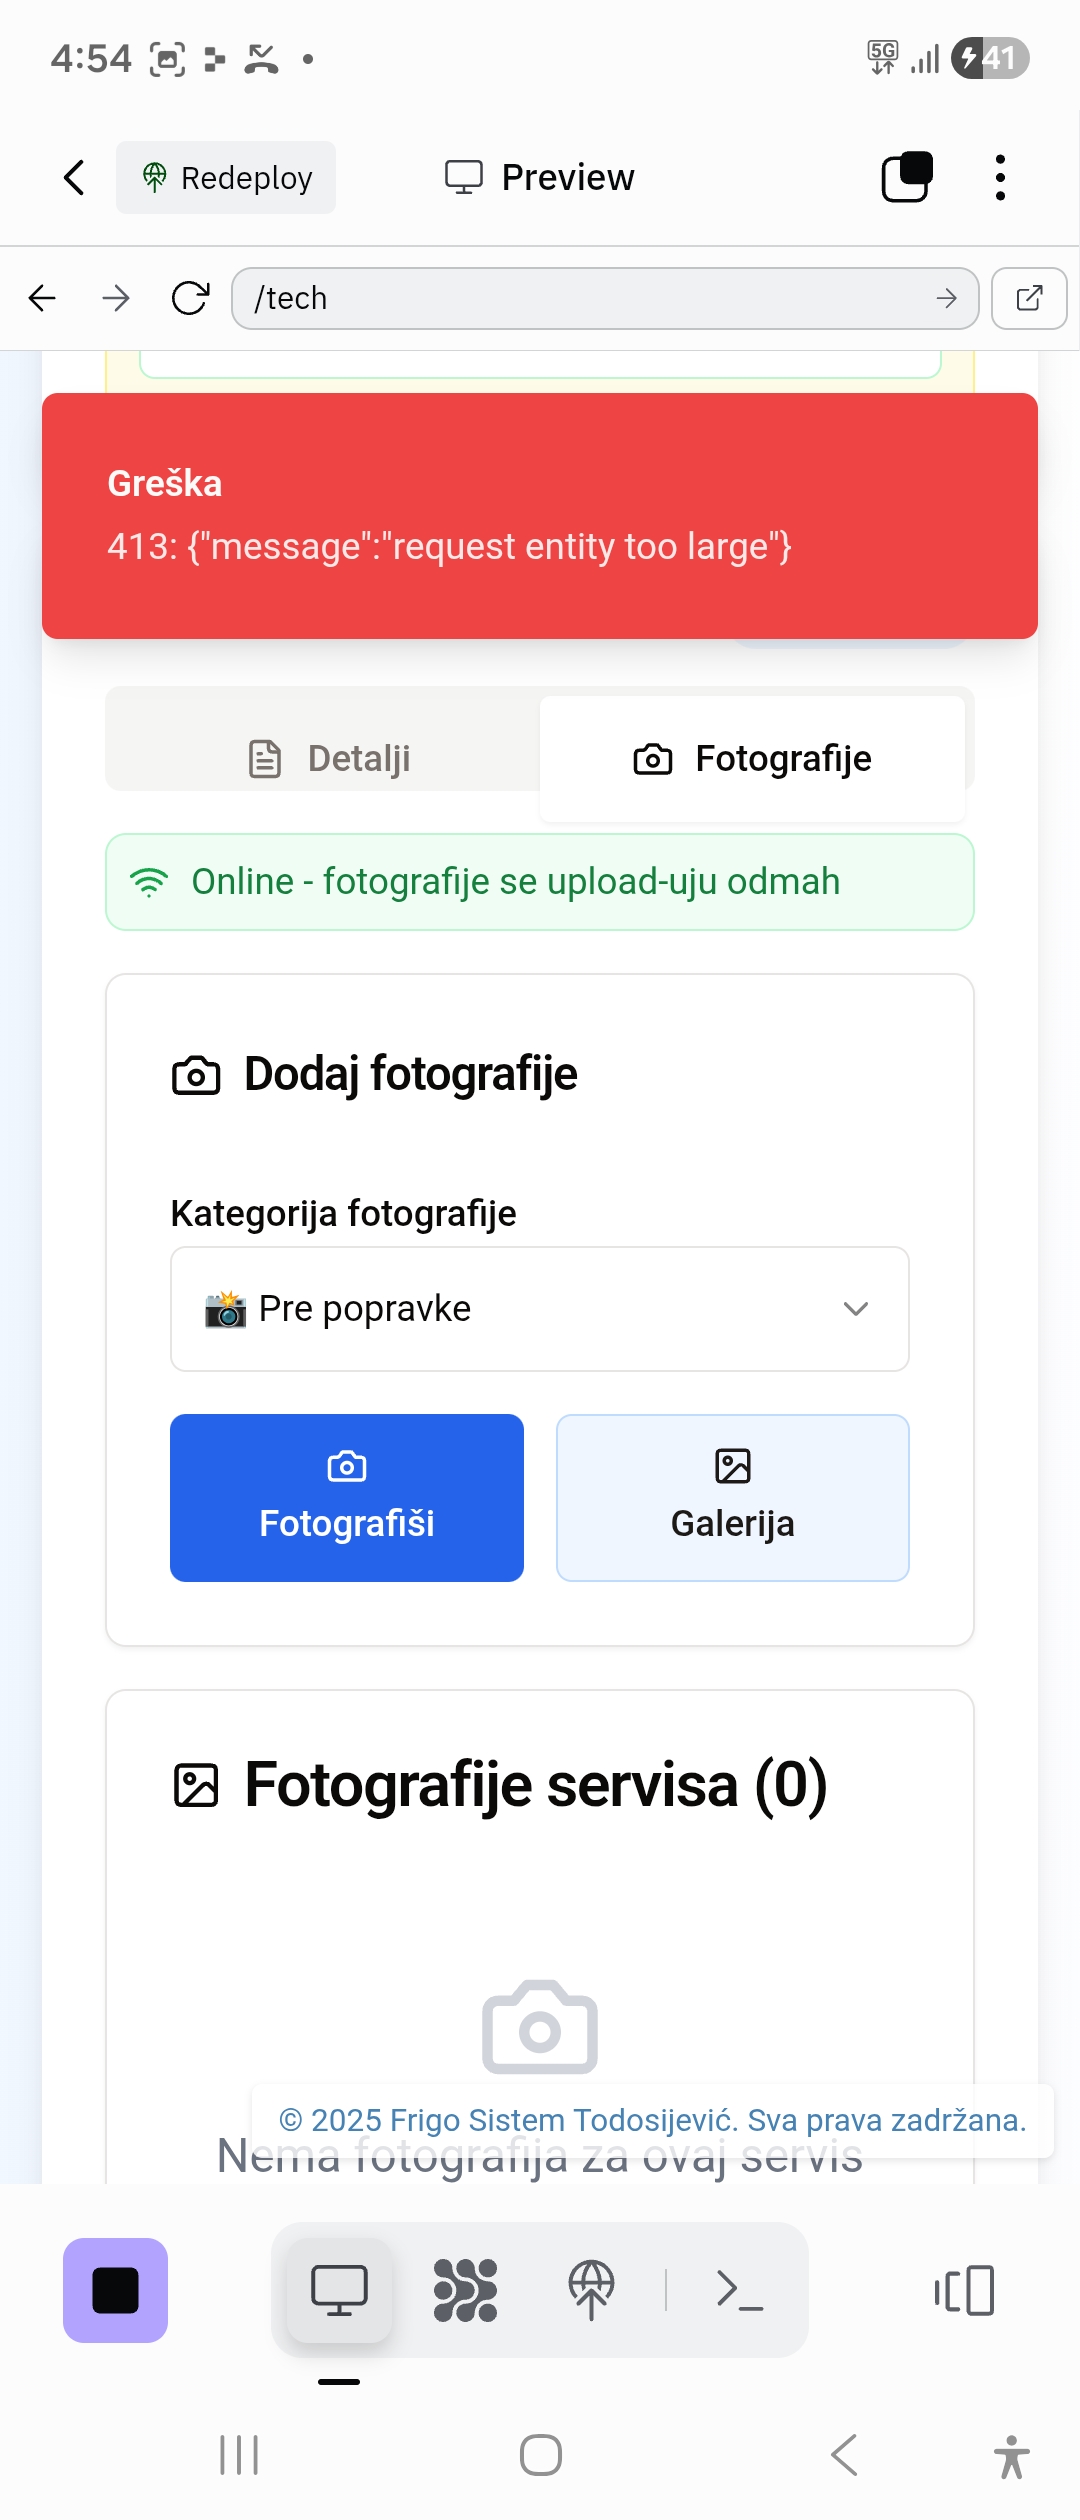 4:54
5G
41
Redeploy
Preview
/tech
Greška
413: {"message":"request entity too large"}
Detalji
Fotografije
Online - fotografije se upload-uju odmah
Dodaj fotografije
Kategorija fotografije
📸 Pre popravke
Fotografiši
Galerija
Fotografije servisa (0)
© 2025 Frigo Sistem Todosijević. Sva prava zadržana.
Nema fotografija za ovaj servis